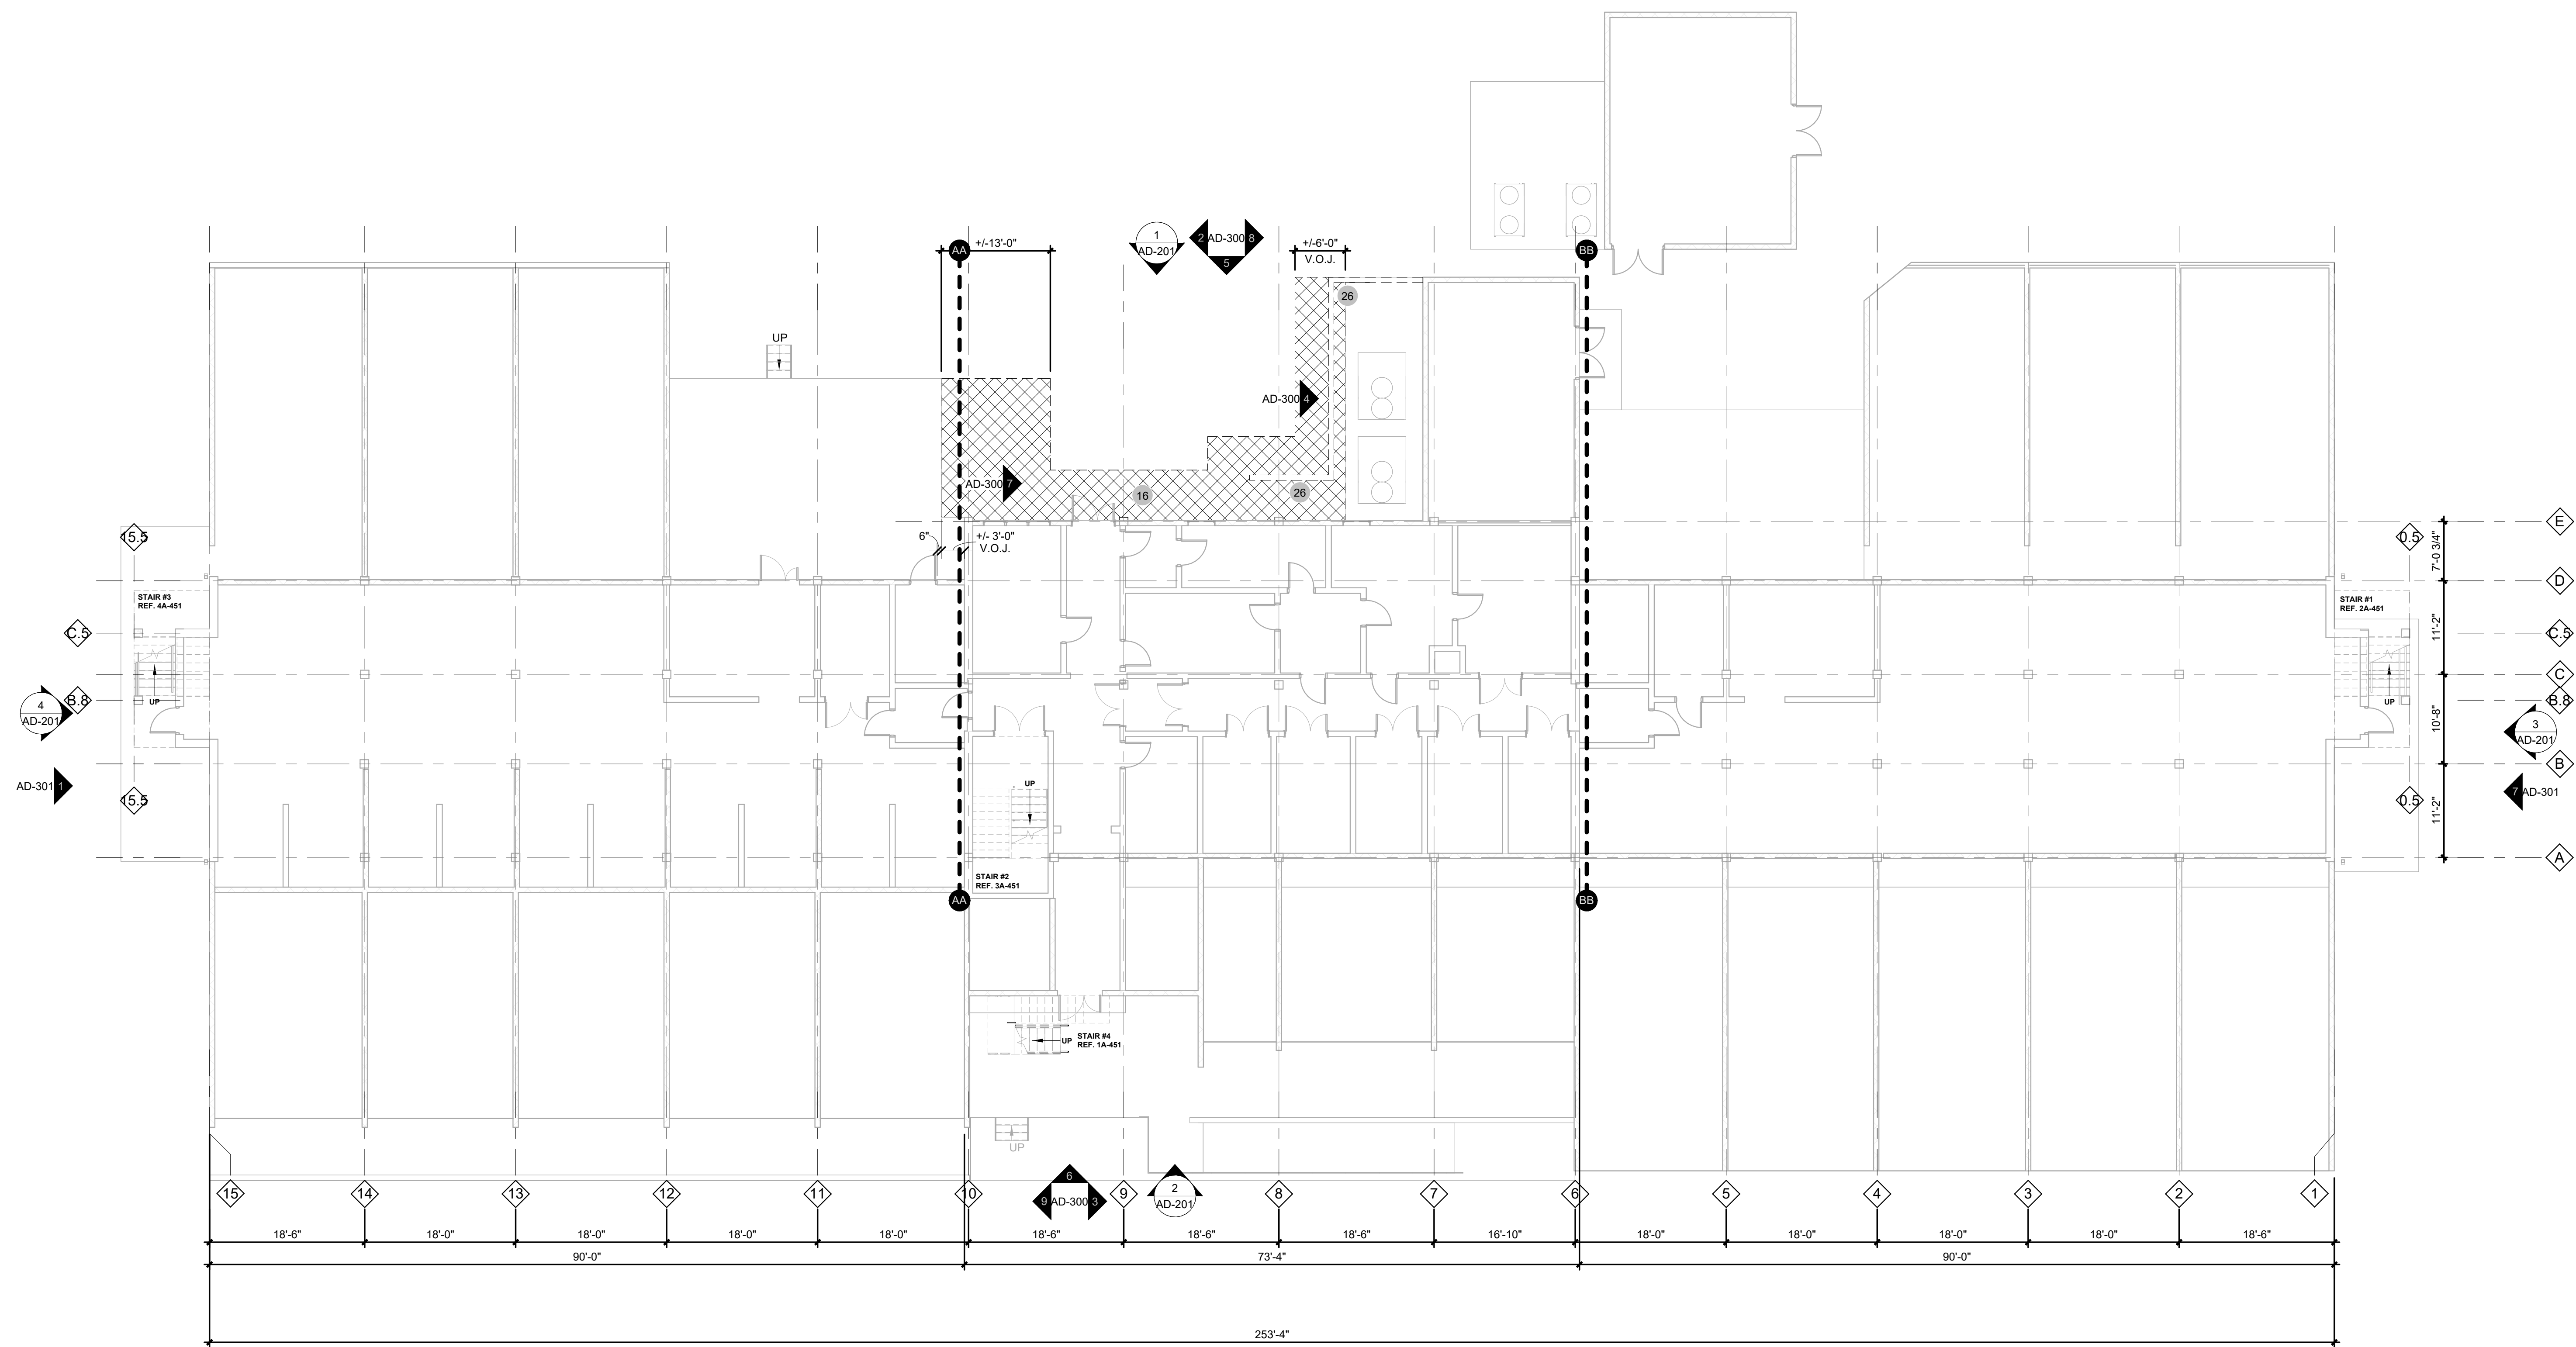 1
AD-201
2 AD-300 8
5
+/-13'-0"
AA
+/-6'-0"
V.O.J.
BB
26
UP
AD-300 4
AD-300 7
16
26
6"
+/- 3'-0"
V.O.J.
15.5
0.5
E
7'-0 3/4"
D
STAIR #3
REF. 4A-451
STAIR #1
REF. 2A-451
C.5
11'-2"
C.5
C
B.8
UP
UP
B.8
4
AD-201
10'-8"
3
AD-201
B
AD-301 1
15.5
UP
0.5
7 AD-301
11'-2"
A
STAIR #2
REF. 3A-451
AA
BB
UP
STAIR #4
REF. 1A-451
UP
6
9 AD-300 3
2
AD-201
15
14
13
12
11
10
9
8
7
6
5
4
3
2
1
18'-6"
18'-0"
18'-0"
18'-0"
18'-0"
18'-6"
18'-6"
18'-6"
16'-10"
18'-0"
18'-0"
18'-0"
18'-0"
18'-6"
90'-0"
73'-4"
90'-0"
253'-4"